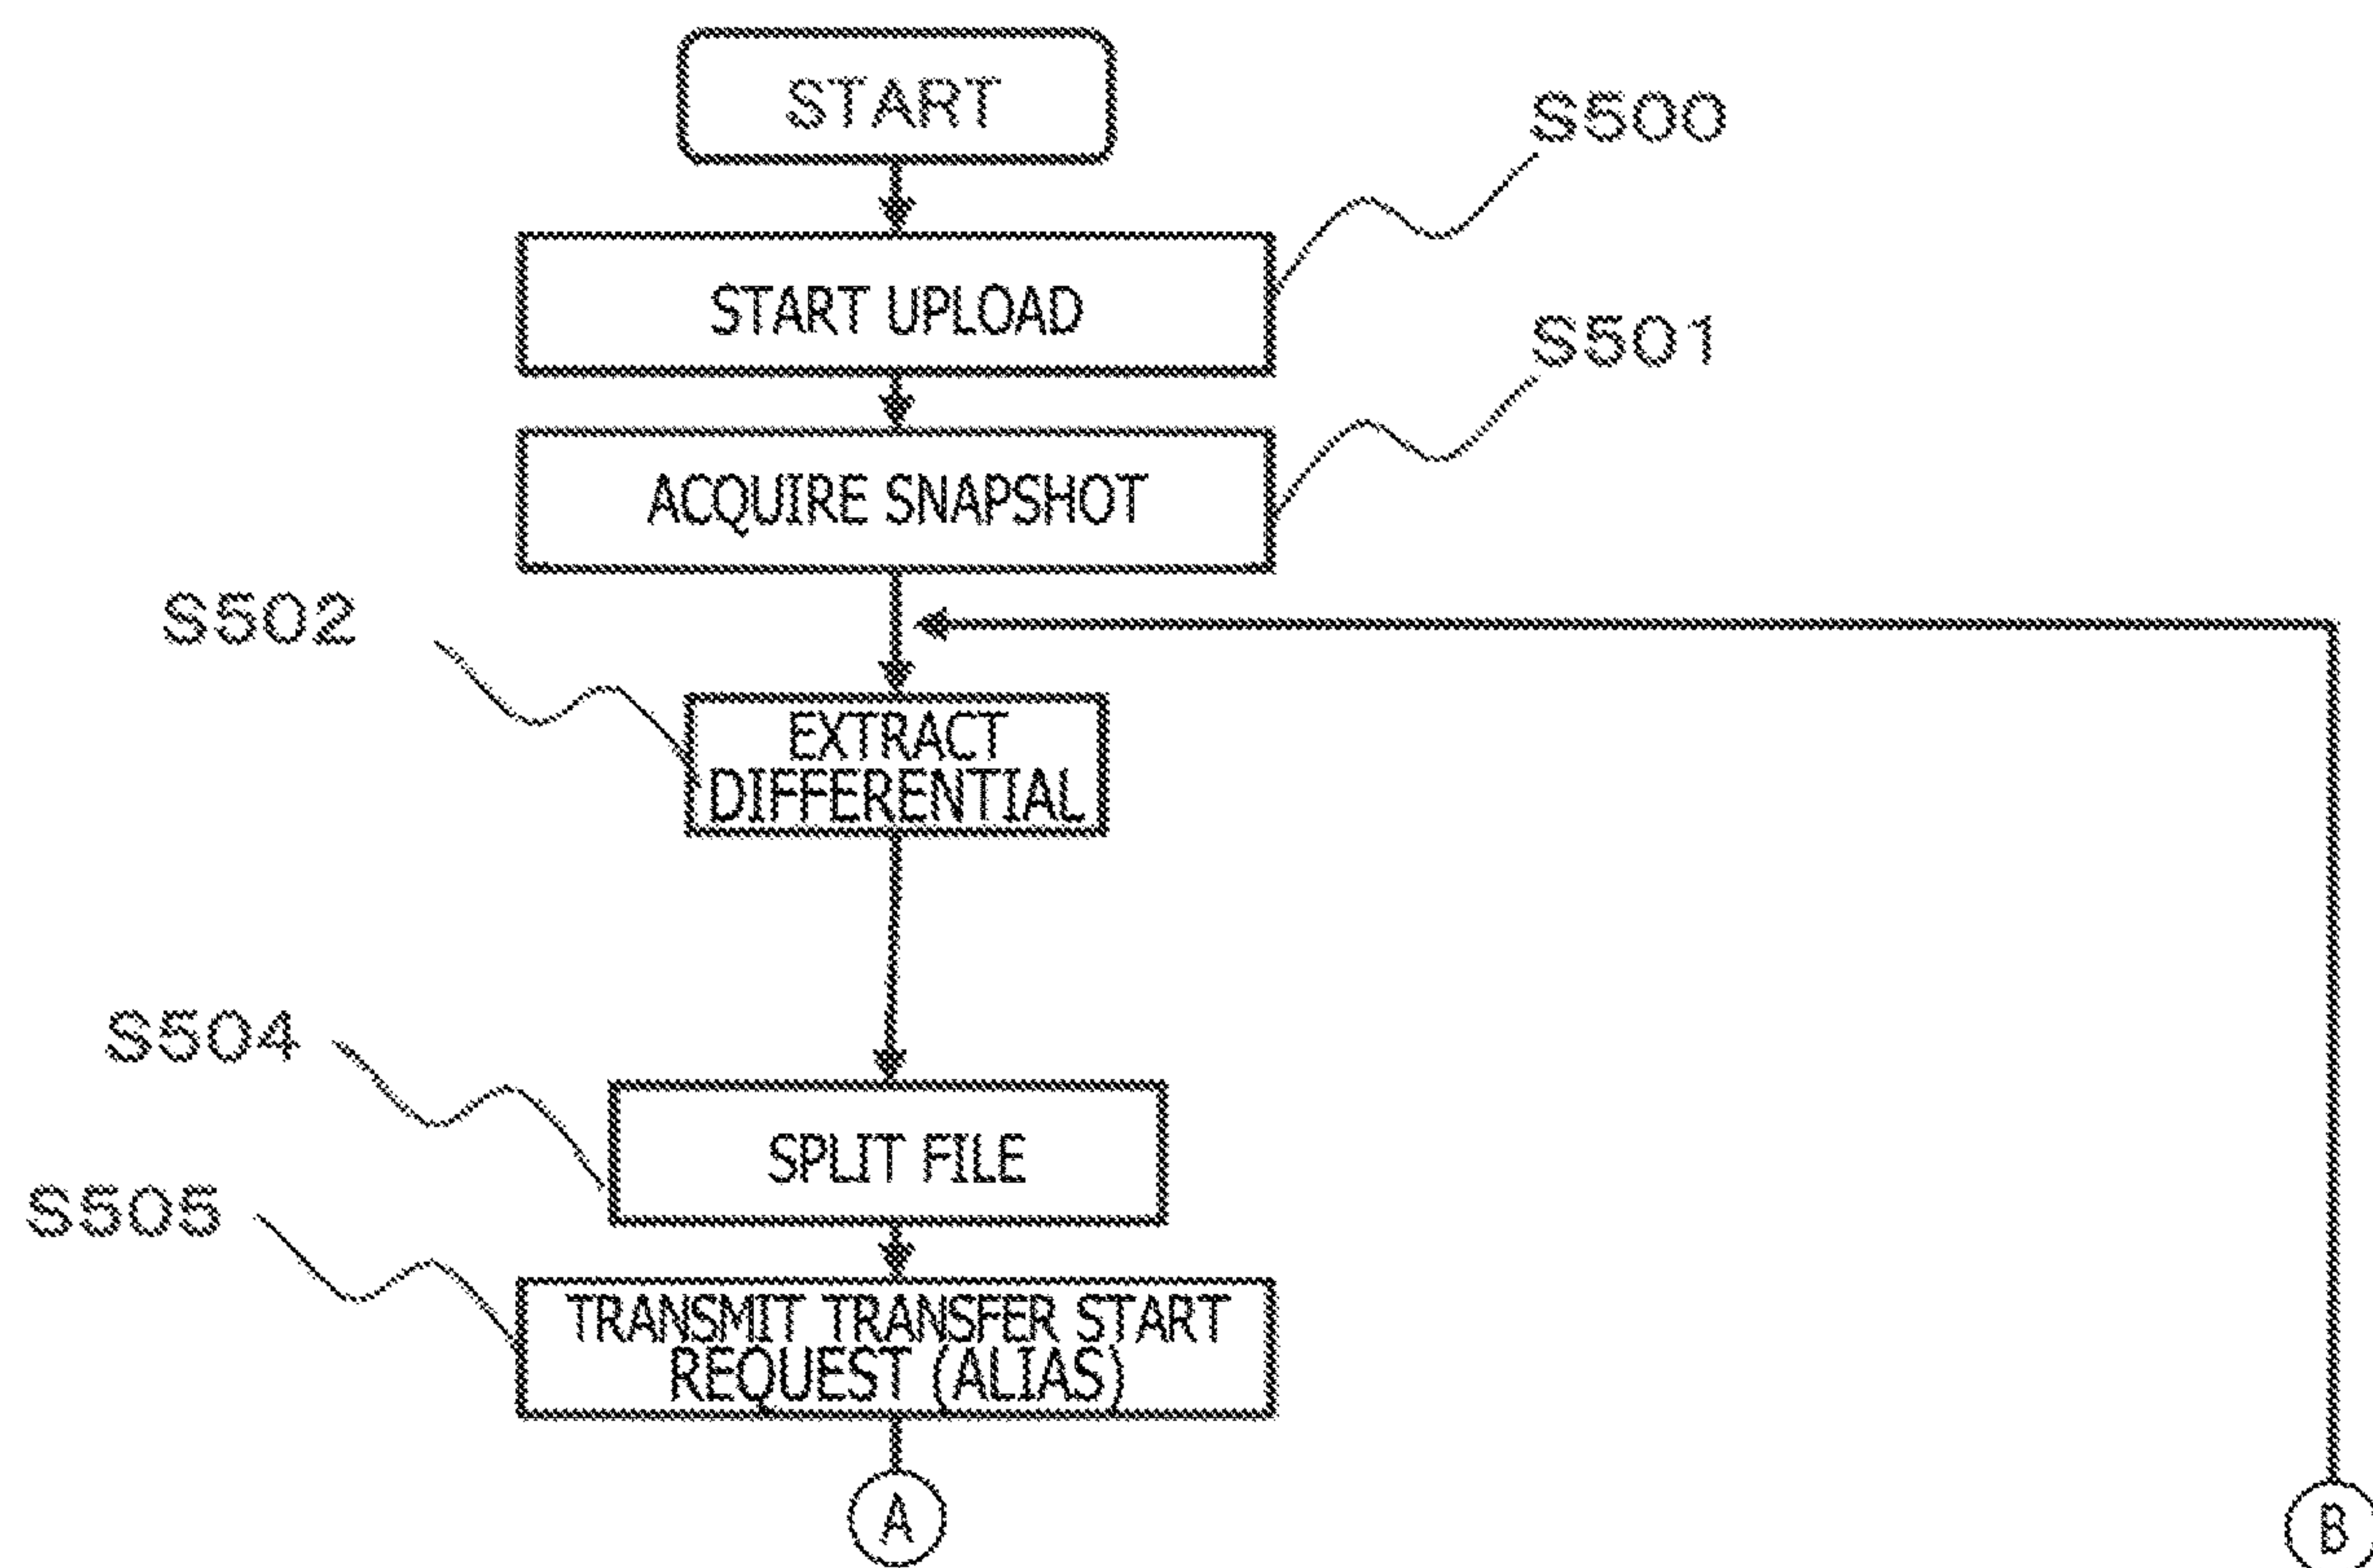 START
S500
START UPLOAD
S501
ACQUIRE SNAPSHOT
S502
EXTRACT
DIFFERENTIAL
S504
SPLIT FILE
S505
TRANSMIT TRANSFER START
REQUEST (ALIAS)
A
B